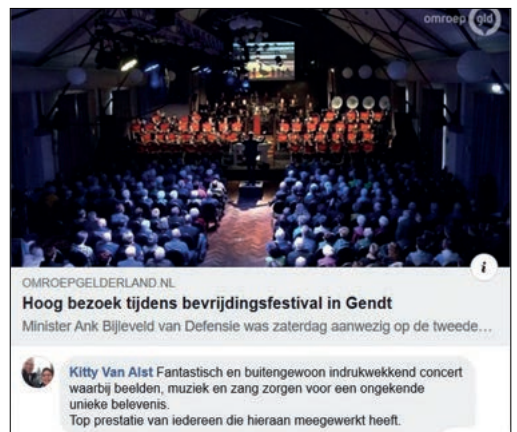 omroep gld
i
OMROEPGELDERLAND.NL
Hoog bezoek tijdens bevrijdingsfestival in Gendt
Minister Ank Bijleveld van Defensie was zaterdag aanwezig op de tweede…
Kitty Van Alst Fantastisch en buitengewoon indrukwekkend concert
waarbij beelden, muziek en zang zorgen voor een ongekende
unieke belevenis.
Top prestatie van iedereen die hieraan meegewerkt heeft.